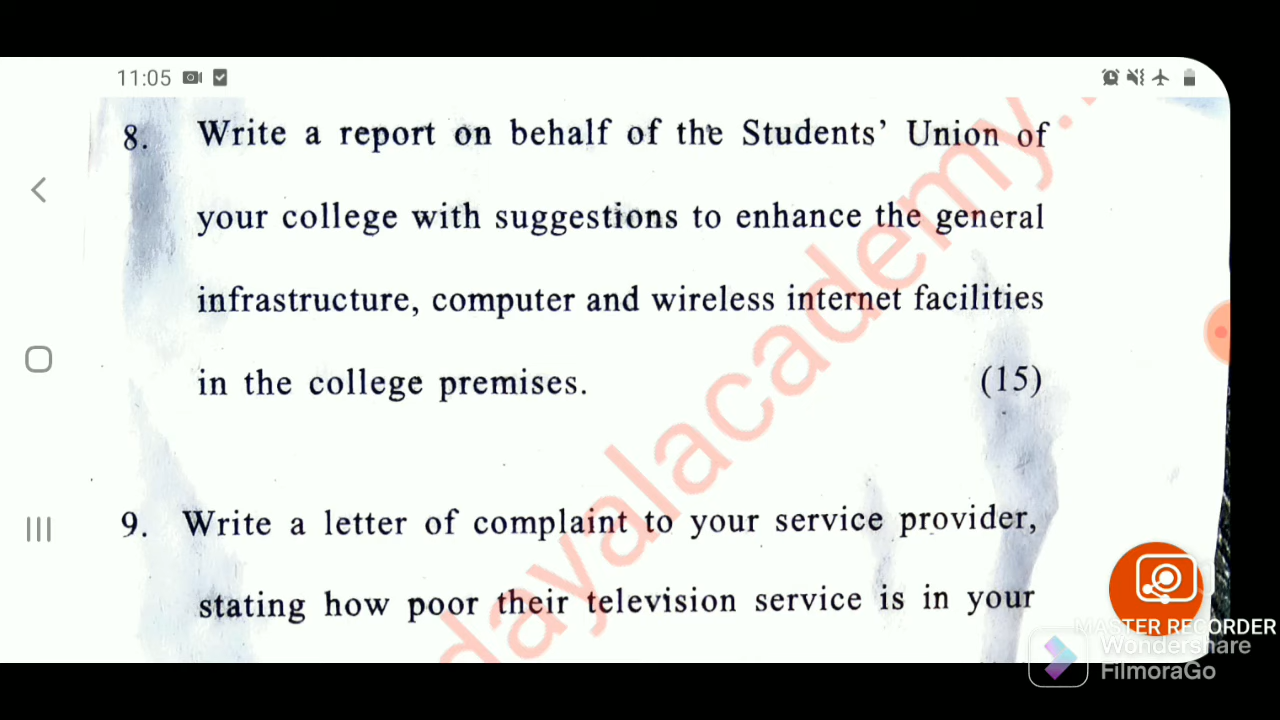 11:05
8. Write a report on behalf of the Students' Union of
your college with suggestions to enhance the general
infrastructure, computer and wireless internet facilities
in the college premises. (15)
9. Write a letter of complaint to your service provider,
stating how poor their television service is in your
dayalacademy.
MASTER RECORDER
Wondershare
FilmoraGo